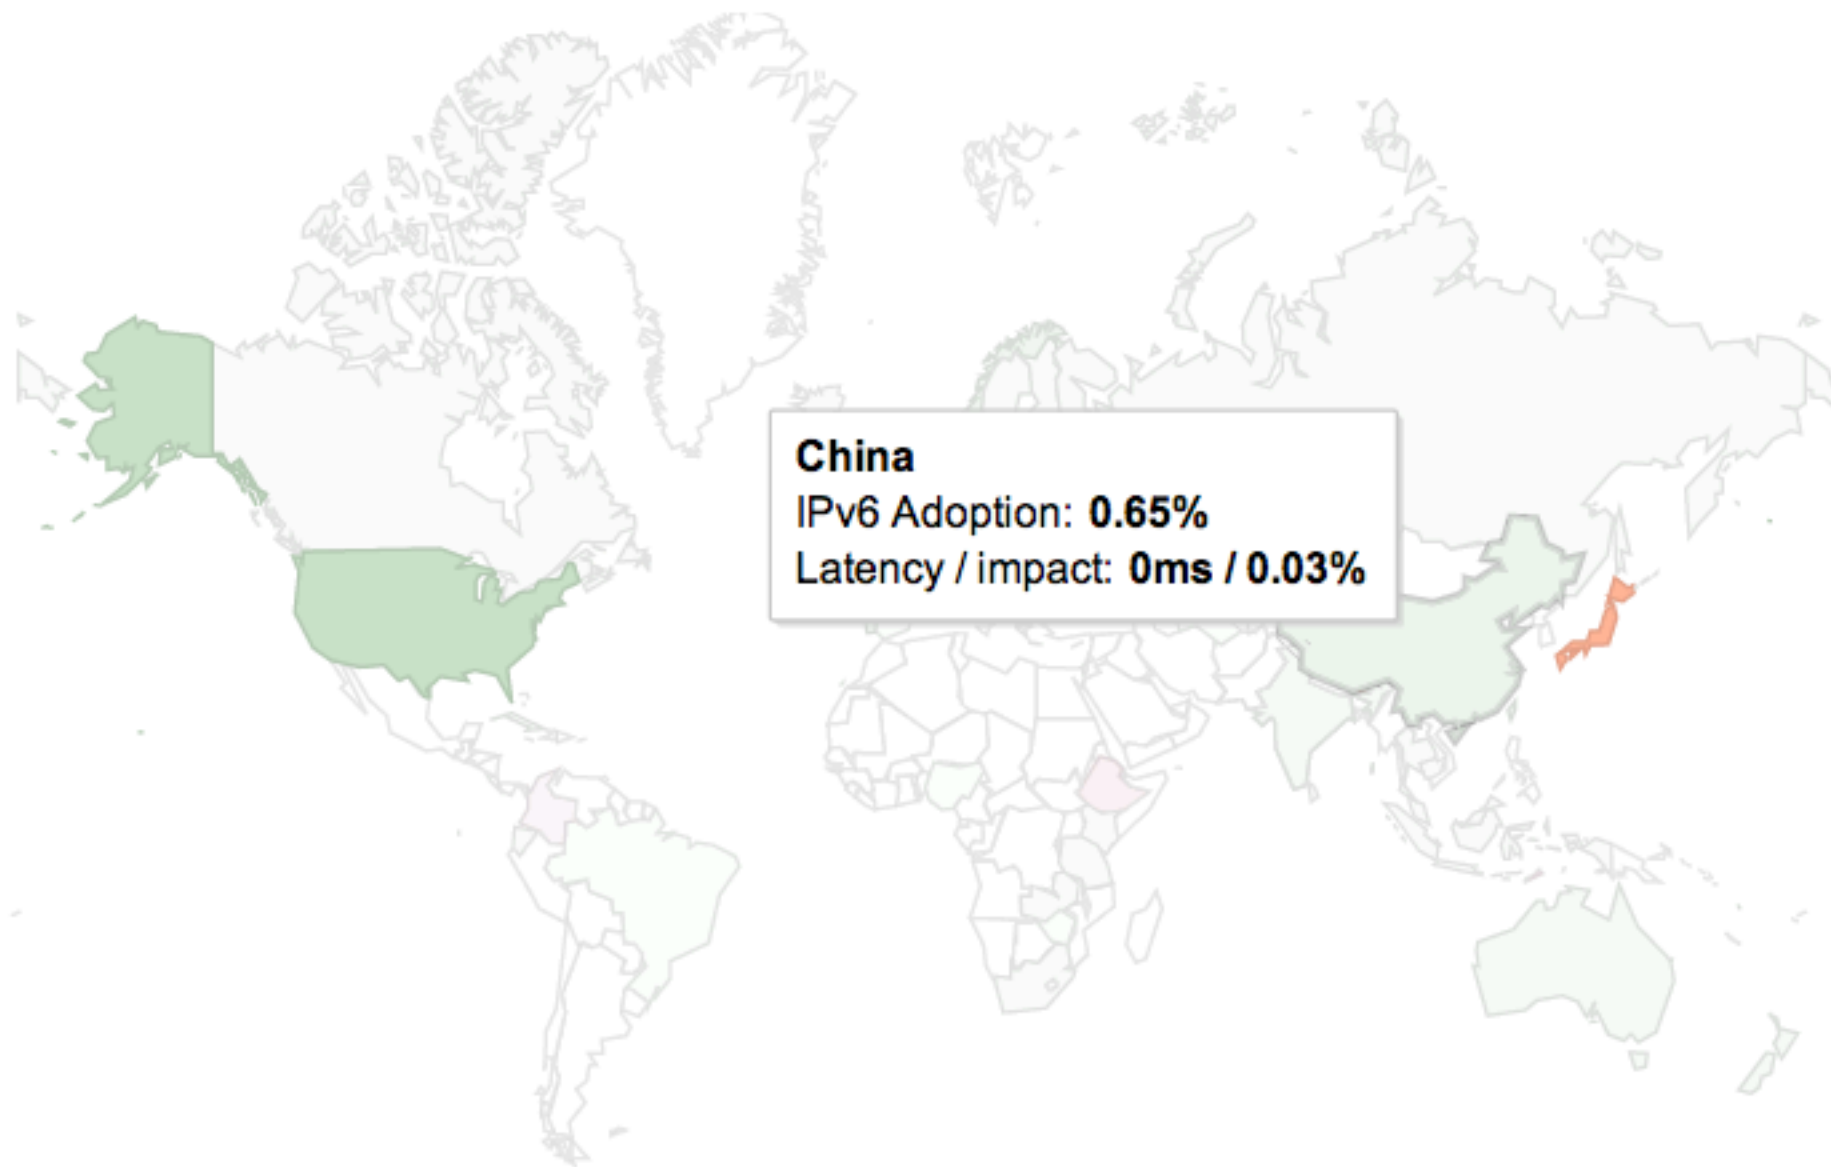 China
IPv6 Adoption: 0.65%
Latency / impact: 0ms / 0.03%